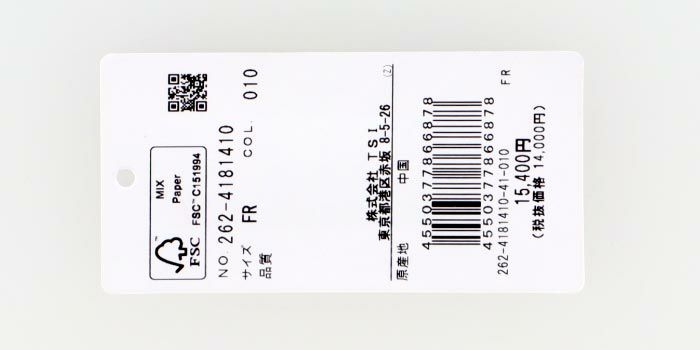 MIX
Paper
FSC™ C151994
FSC
NO. 262-4181410
COL. 010
サイズ FR
品質
(Z)
株式会社 TSI
東京都港区赤坂 8-5-26
原産地 中国
4550377866878
4550377866878
262-4181410-41-010
FR
15,400円
(税抜価格 14,000円)